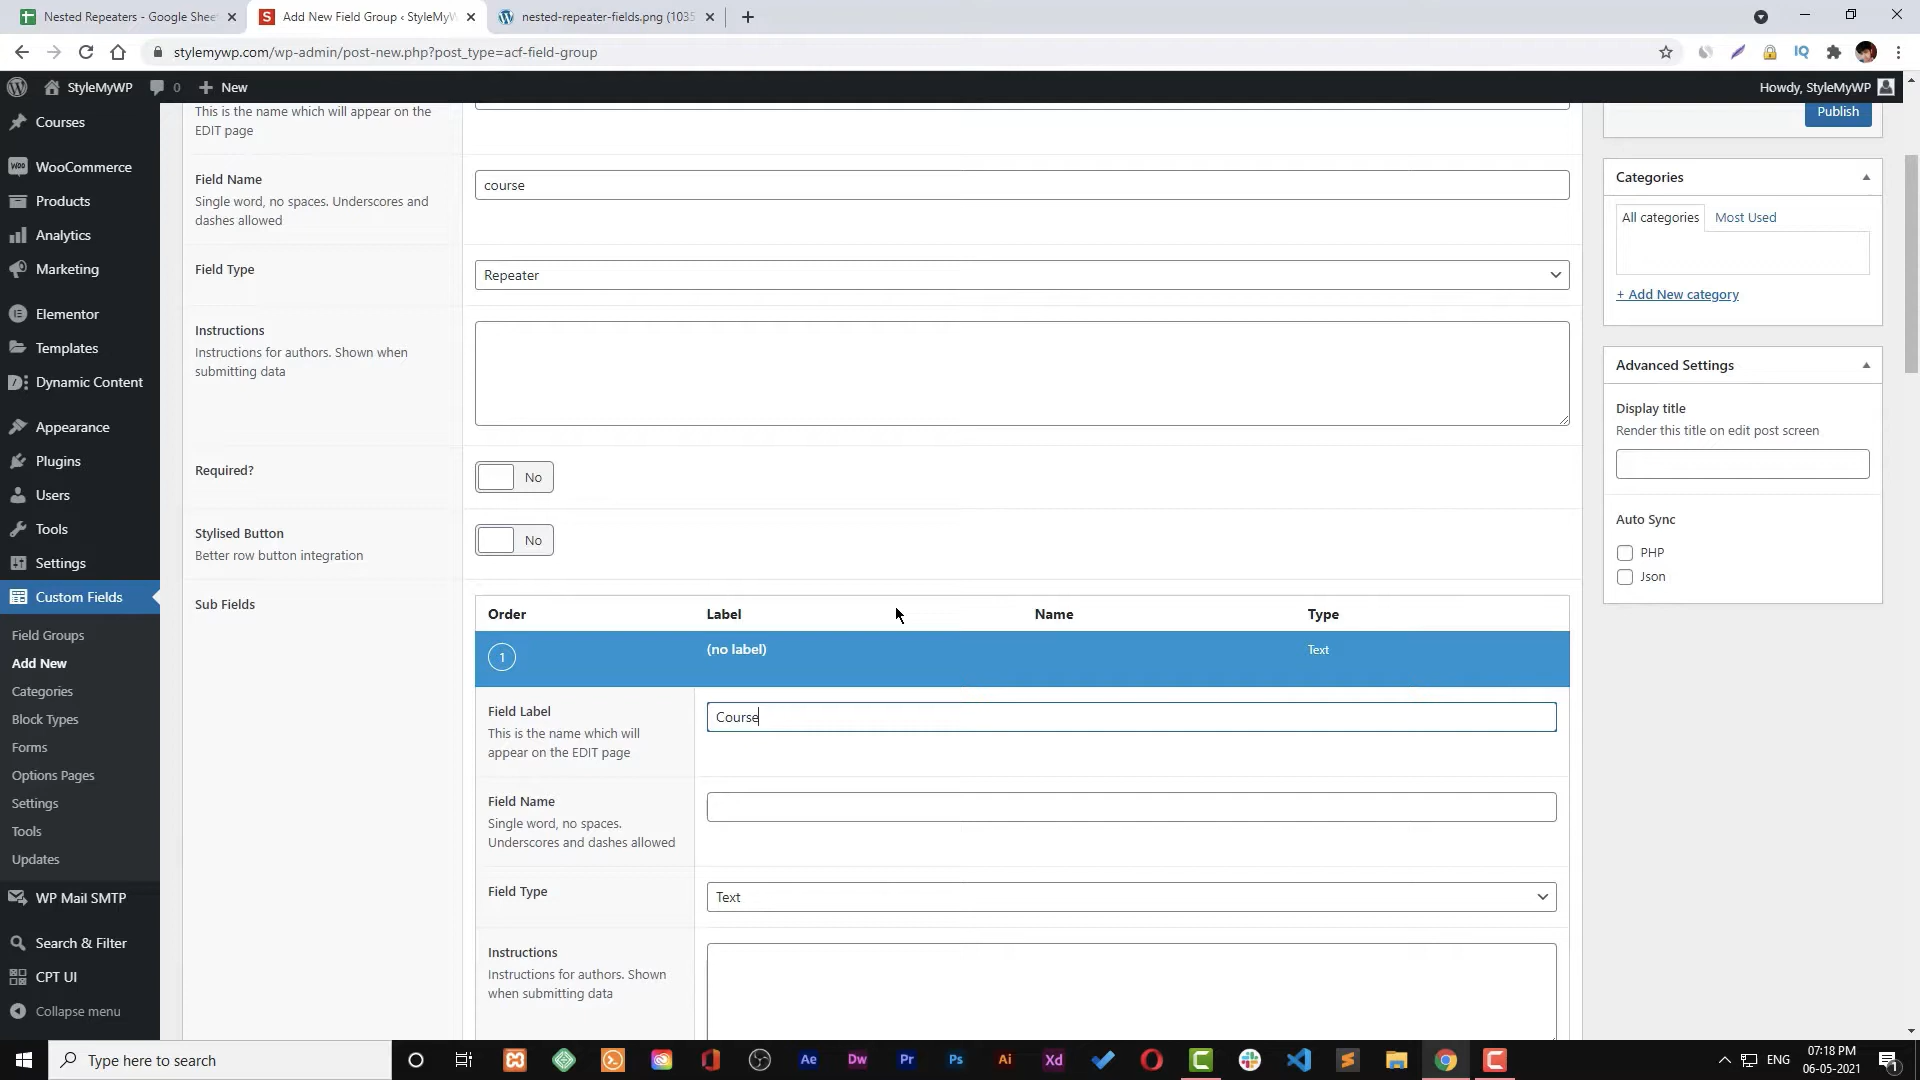 Nested Repeaters - Google Shee
Add New Field Group ‹ StyleMyW
nested-repeater-fields.png (1035
stylemywp.com/wp-admin/post-new.php?post_type=acf-field-group
StyleMyWP
0
New
Howdy, StyleMyWP
Courses
WooCommerce
Products
Analytics
Marketing
Elementor
Templates
Dynamic Content
Appearance
Plugins
Users
Tools
Settings
Custom Fields
Field Groups
Add New
Categories
Block Types
Forms
Options Pages
Settings
Tools
Updates
WP Mail SMTP
Search & Filter
CPT UI
Collapse menu
This is the name which will appear on the
EDIT page
Field Name
Single word, no spaces. Underscores and
dashes allowed
course
Field Type
Repeater
Instructions
Instructions for authors. Shown when
submitting data
Required?
No
Stylised Button
Better row button integration
No
Sub Fields
Order
Label
Name
Type
1
(no label)
Text
Field Label
This is the name which will
appear on the EDIT page
Course
Field Name
Single word, no spaces.
Underscores and dashes allowed
Field Type
Text
Instructions
Instructions for authors. Shown
when submitting data
Publish
Categories
All categories
Most Used
+ Add New category
Advanced Settings
Display title
Render this title on edit post screen
Auto Sync
PHP
Json
Type here to search
Ae
Dw
Pr
Ps
Ai
Xd
ENG
07:18 PM
06-05-2021
1